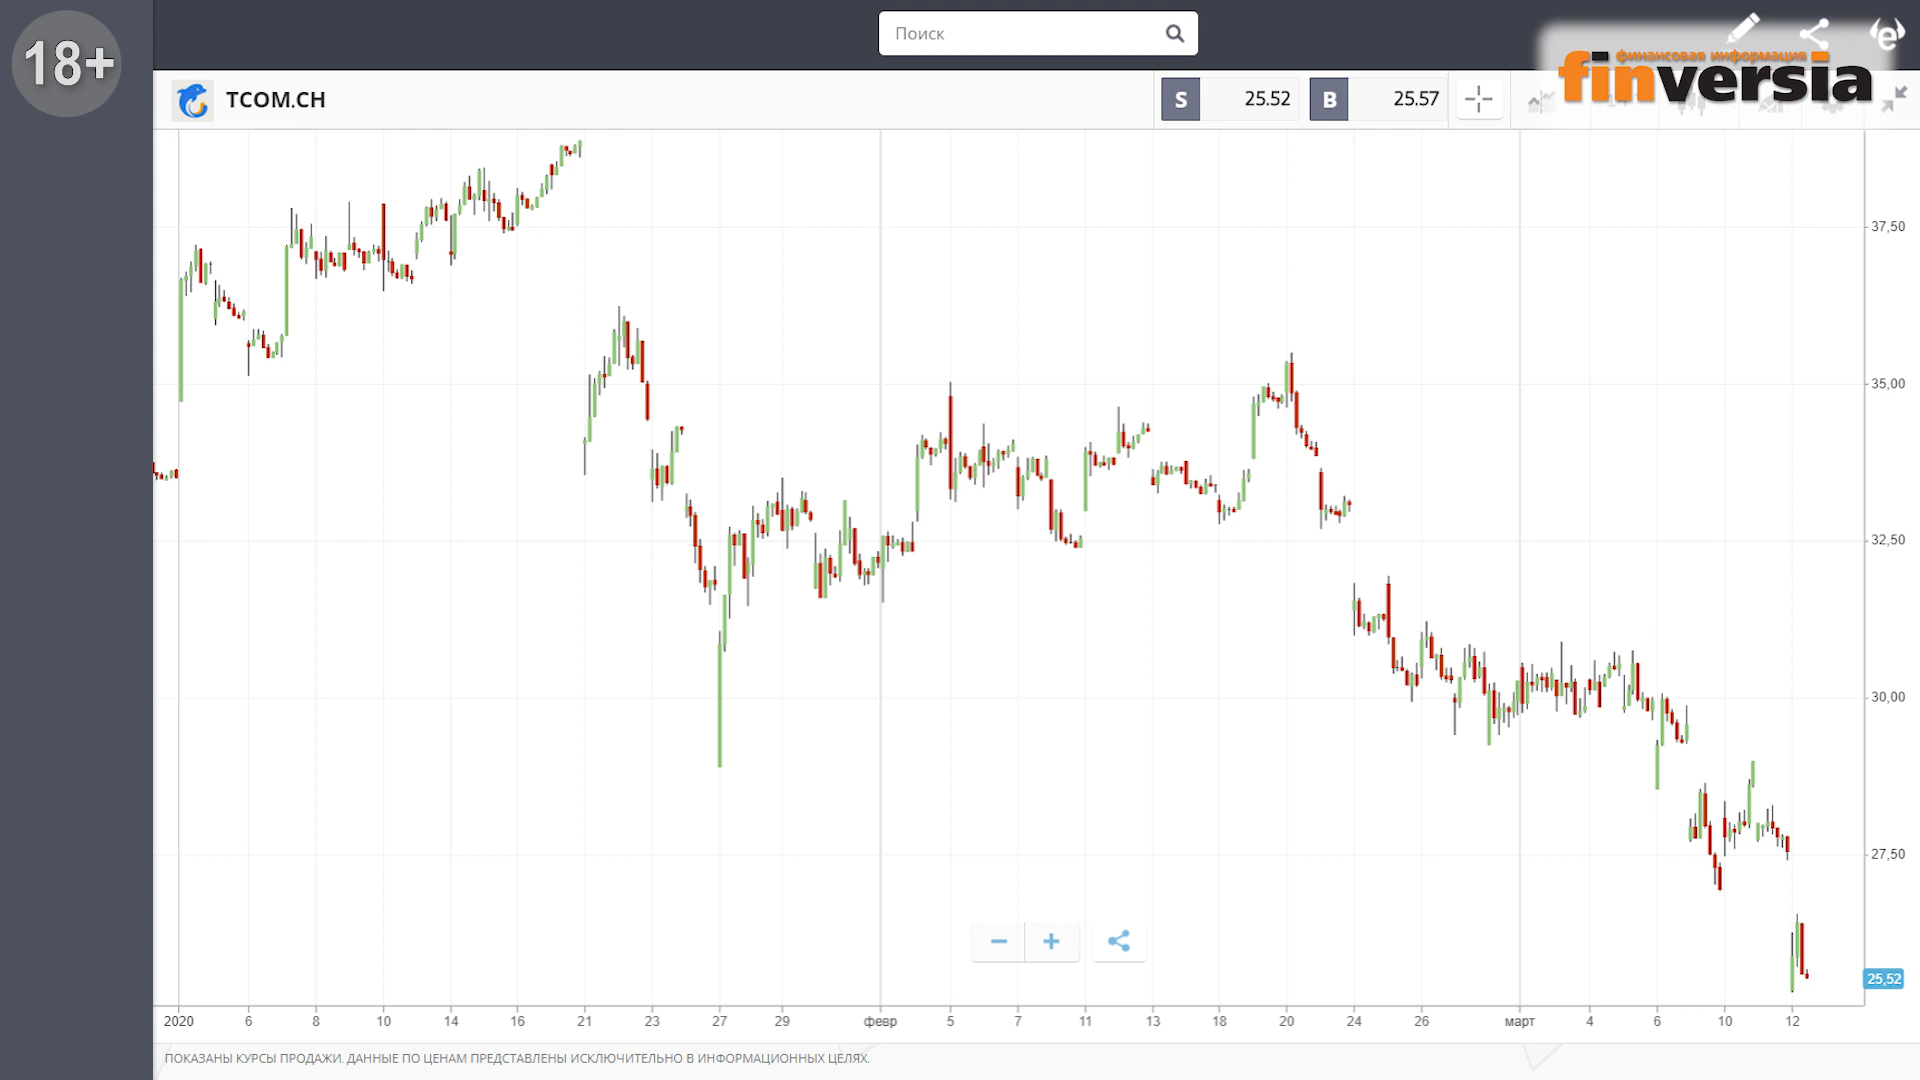 18+
Поиск
финансовая информация
finversia
TCOM.CH
S 25.52 B 25.57
37,50
35,00
32,50
30,00
27,50
25,52
2020 6 8 10 14 16 21 23 27 29 февр 5 7 11 13 18 20 24 26 март 4 6 10 12
ПОКАЗАНЫ КУРСЫ ПРОДАЖИ. ДАННЫЕ ПО ЦЕНАМ ПРЕДСТАВЛЕНЫ ИСКЛЮЧИТЕЛЬНО В ИНФОРМАЦИОННЫХ ЦЕЛЯХ.